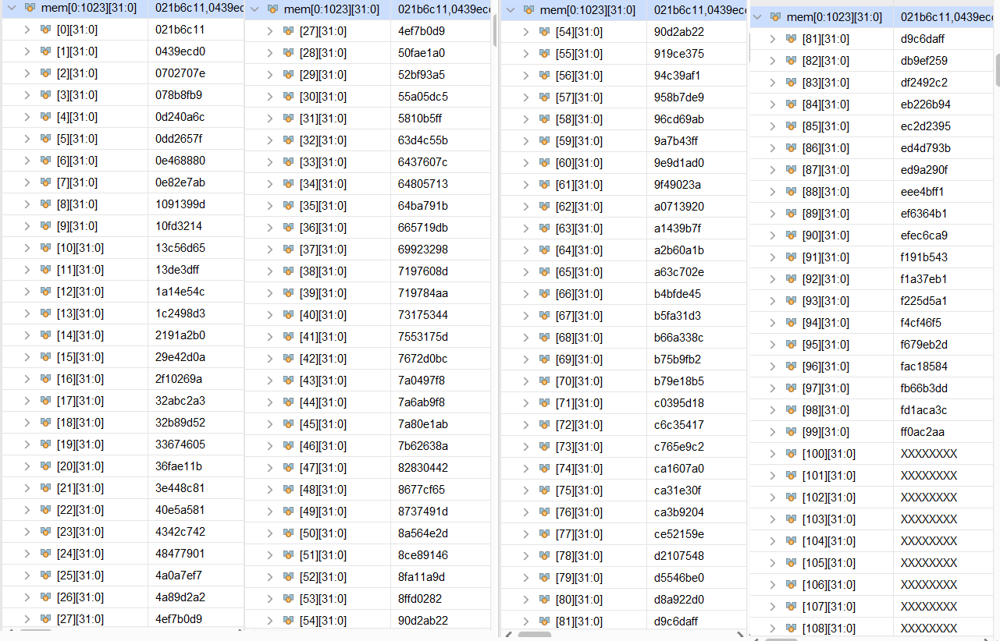 mem[0:1023][31:0] 021b6c11,0439ecd
[0][31:0] 021b6c11
[1][31:0] 0439ecd0
[2][31:0] 0702707e
[3][31:0] 078b8fb9
[4][31:0] 0d240a6c
[5][31:0] 0dd2657f
[6][31:0] 0e468880
[7][31:0] 0e82e7ab
[8][31:0] 1091399d
[9][31:0] 10fd3214
[10][31:0] 13c56d65
[11][31:0] 13de3dff
[12][31:0] 1a14e54c
[13][31:0] 1c2498d3
[14][31:0] 2191a2b0
[15][31:0] 29e42d0a
[16][31:0] 2f10269a
[17][31:0] 32abc2a3
[18][31:0] 32b89d52
[19][31:0] 33674605
[20][31:0] 36fae11b
[21][31:0] 3e448c81
[22][31:0] 40e5a581
[23][31:0] 4342c742
[24][31:0] 48477901
[25][31:0] 4a0a7ef7
[26][31:0] 4a89d2a2
[27][31:0] 4ef7b0d9
mem[0:1023][31:0] 021b6c11,0439ece
[27][31:0] 4ef7b0d9
[28][31:0] 50fae1a0
[29][31:0] 52bf93a5
[30][31:0] 55a05dc5
[31][31:0] 5810b5ff
[32][31:0] 63d4c55b
[33][31:0] 6437607c
[34][31:0] 64805713
[35][31:0] 64ba791b
[36][31:0] 665719db
[37][31:0] 69923298
[38][31:0] 7197608d
[39][31:0] 719784aa
[40][31:0] 73175344
[41][31:0] 7553175d
[42][31:0] 7672d0bc
[43][31:0] 7a0497f8
[44][31:0] 7a6ab9f8
[45][31:0] 7a80e1ab
[46][31:0] 7b62638a
[47][31:0] 82830442
[48][31:0] 8677cf65
[49][31:0] 8737491d
[50][31:0] 8a564e2d
[51][31:0] 8ce89146
[52][31:0] 8fa11a9d
[53][31:0] 8ffd0282
[54][31:0] 90d2ab22
mem[0:1023][31:0] 021b6c11,0439ec
[54][31:0] 90d2ab22
[55][31:0] 919ce375
[56][31:0] 94c39af1
[57][31:0] 958b7de9
[58][31:0] 96cd69ab
[59][31:0] 9a7b43ff
[60][31:0] 9e9d1ad0
[61][31:0] 9f49023a
[62][31:0] a0713920
[63][31:0] a1439b7f
[64][31:0] a2b60a1b
[65][31:0] a63c702e
[66][31:0] b4bfde45
[67][31:0] b5fa31d3
[68][31:0] b66a338c
[69][31:0] b75b9fb2
[70][31:0] b79e18b5
[71][31:0] c0395d18
[72][31:0] c6c35417
[73][31:0] c765e9c2
[74][31:0] ca1607a0
[75][31:0] ca31e30f
[76][31:0] ca3b9204
[77][31:0] ce52159e
[78][31:0] d2107548
[79][31:0] d5546be0
[80][31:0] d8a922d0
[81][31:0] d9c6daff
mem[0:1023][31:0] 021b6c11,0439ec
[81][31:0] d9c6daff
[82][31:0] db9ef259
[83][31:0] df2492c2
[84][31:0] eb226b94
[85][31:0] ec2d2395
[86][31:0] ed4d793b
[87][31:0] ed9a290f
[88][31:0] eee4bff1
[89][31:0] ef6364b1
[90][31:0] efec6ca9
[91][31:0] f191b543
[92][31:0] f1a37eb1
[93][31:0] f225d5a1
[94][31:0] f4cf46f5
[95][31:0] f679eb2d
[96][31:0] fac18584
[97][31:0] fb66b3dd
[98][31:0] fd1aca3c
[99][31:0] ff0ac2aa
[100][31:0] XXXXXXXX
[101][31:0] XXXXXXXX
[102][31:0] XXXXXXXX
[103][31:0] XXXXXXXX
[104][31:0] XXXXXXXX
[105][31:0] XXXXXXXX
[106][31:0] XXXXXXXX
[107][31:0] XXXXXXXX
[108][31:0] XXXXXXXX